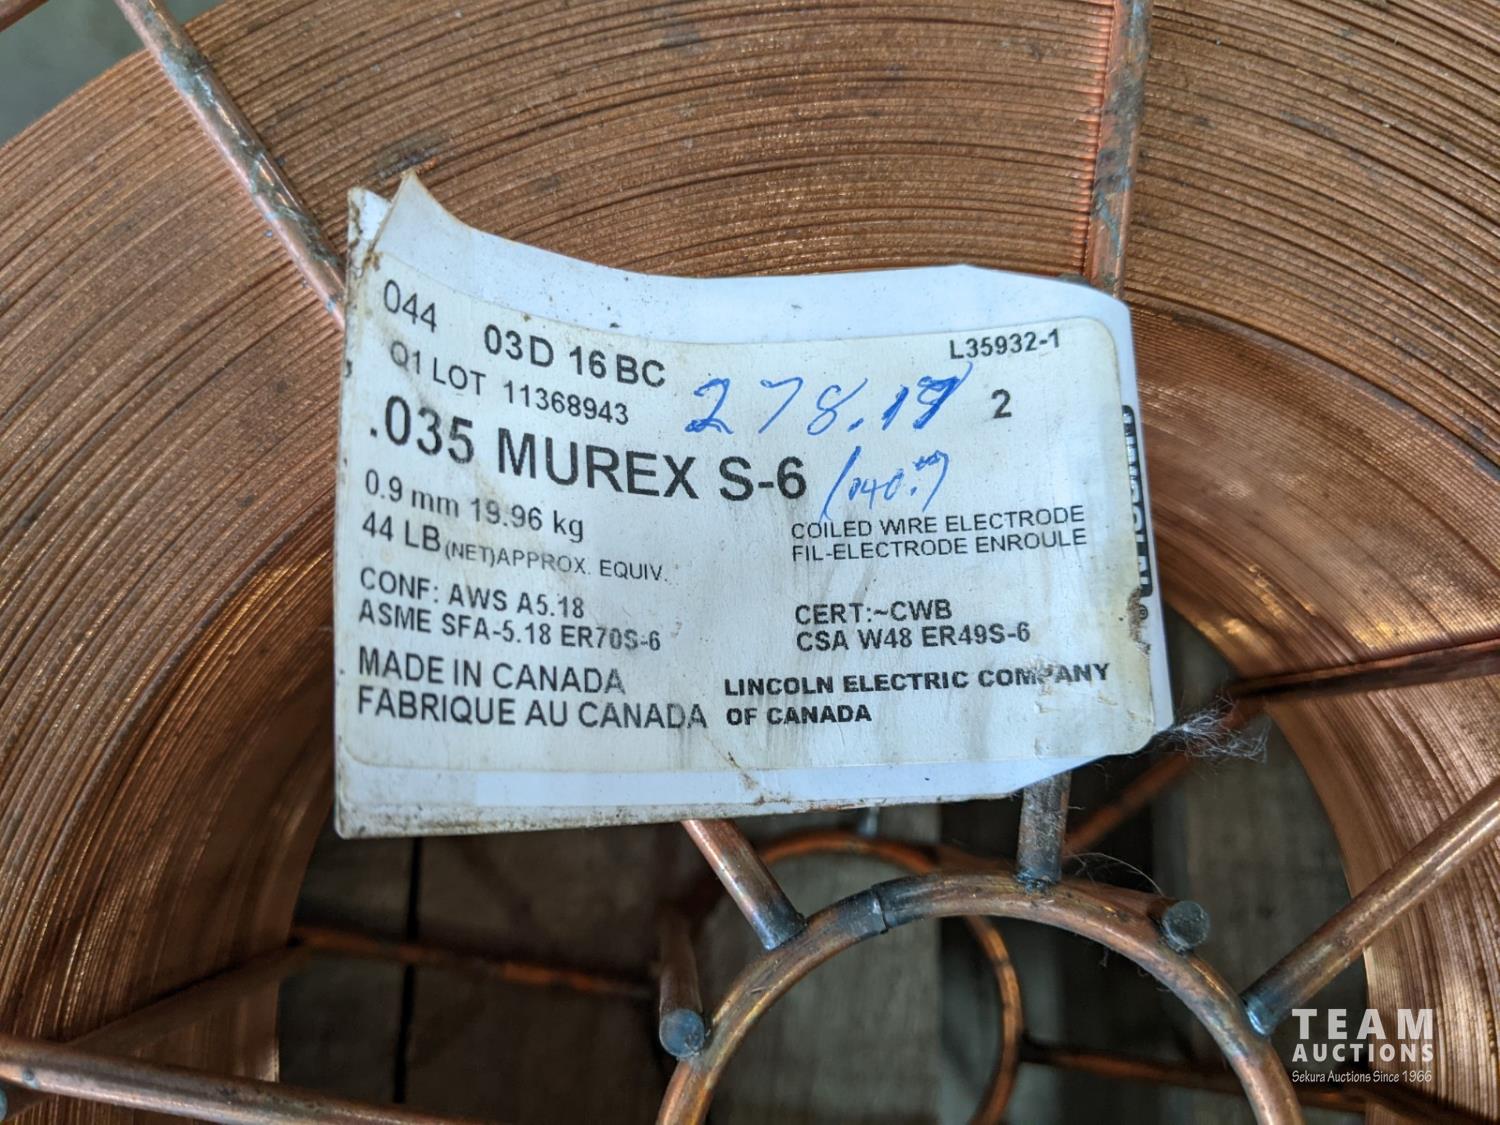 044 03D 16 BC L35932-1
Q1 LOT 11368943 2
.035 MUREX S-6
0.9 mm 19.96 kg
44 LB(NET)APPROX. EQUIV.
COILED WIRE ELECTRODE
FIL-ELECTRODE ENROULE
CONF: AWS A5.18
ASME SFA-5.18 ER70S-6
CERT:~CWB
CSA W48 ER49S-6
MADE IN CANADA
FABRIQUE AU CANADA
LINCOLN ELECTRIC COMPANY
OF CANADA
TEAM
AUCTIONS
Sekura Auctions Since 1966